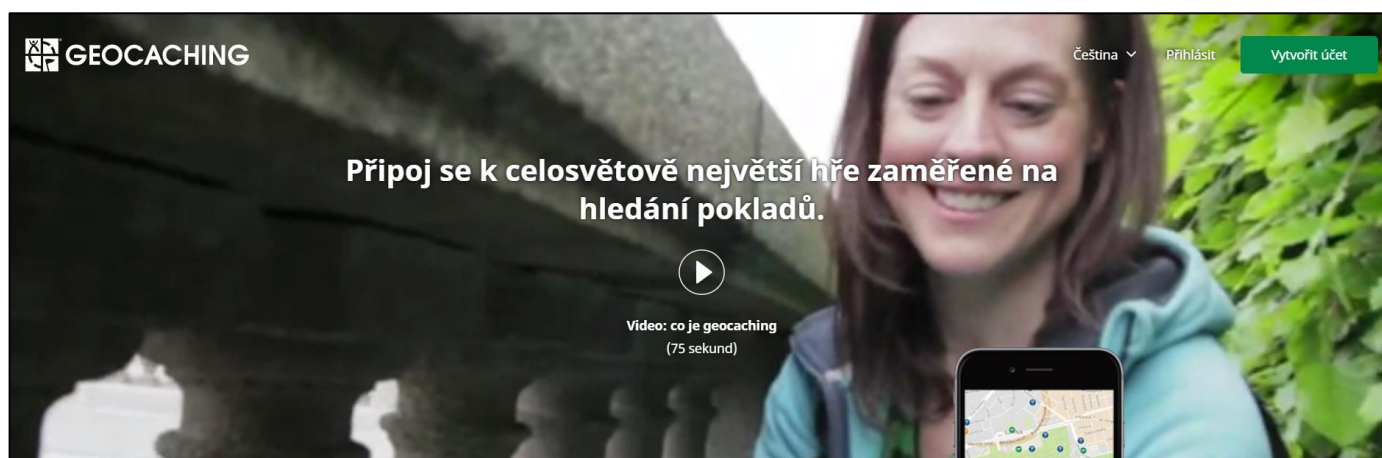 GEOCACHING
Čeština
Přihlásit
Vytvořit účet
Připoj se k celosvětově největší hře zaměřené na
hledání pokladů.
Video: co je geocaching
(75 sekund)